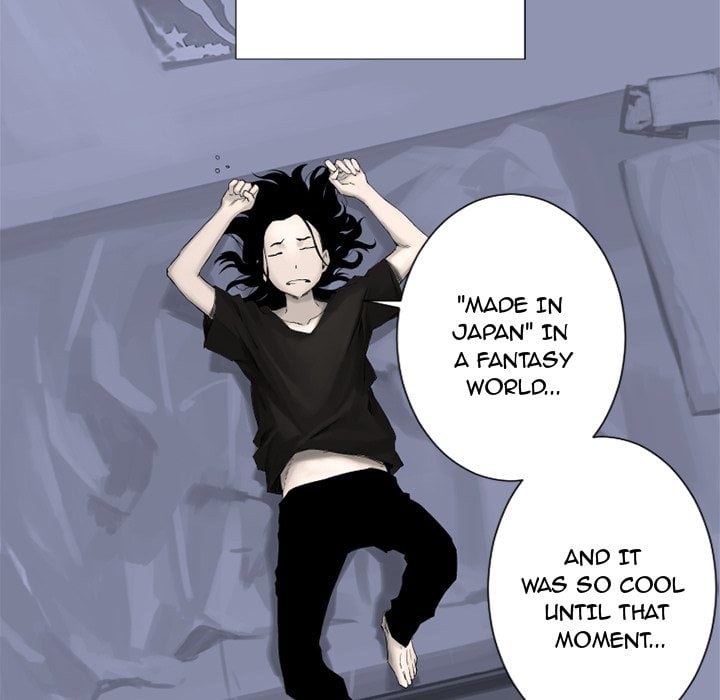 "MADE IN
JAPAN" IN
A FANTASY
WORLD...
AND IT
WAS SO COOL
UNTIL THAT
MOMENT...